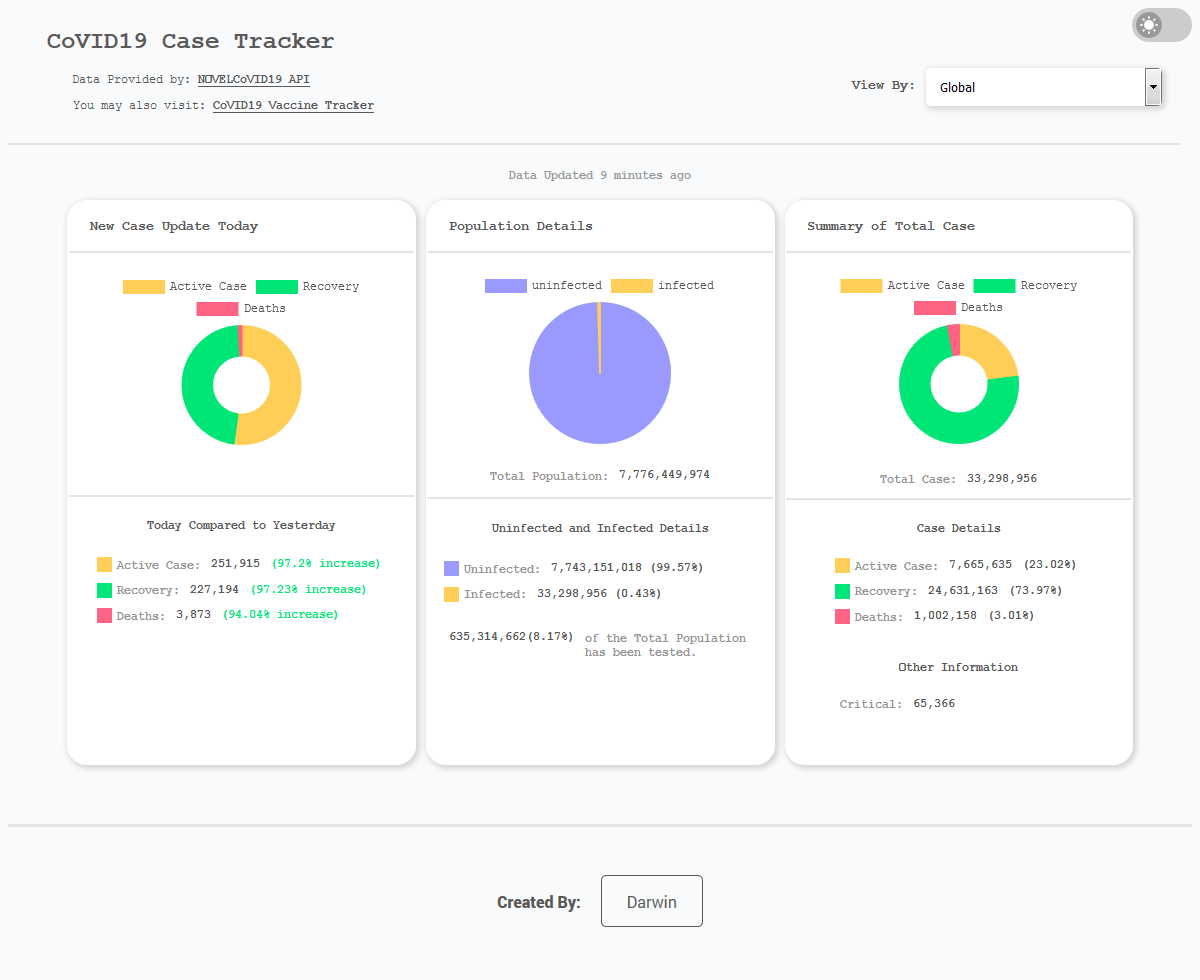 CoVID19 Case Tracker
Data Provided by: NOVELCoVID19 API
You may also visit: CoVID19 Vaccine Tracker
View By: Global
Data Updated 9 minutes ago
New Case Update Today
Active Case Recovery
Deaths
Today Compared to Yesterday
Active Case: 251,915 (97.2% increase)
Recovery: 227,194 (97.23% increase)
Deaths: 3,873 (94.04% increase)
Population Details
uninfected infected
Total Population: 7,776,449,974
Uninfected and Infected Details
Uninfected: 7,743,151,018 (99.57%)
Infected: 33,298,956 (0.43%)
635,314,662(8.17%) of the Total Population
has been tested.
Summary of Total Case
Active Case Recovery
Deaths
Total Case: 33,298,956
Case Details
Active Case: 7,665,635 (23.02%)
Recovery: 24,631,163 (73.97%)
Deaths: 1,002,158 (3.01%)
Other Information
Critical: 65,366
Created By: Darwin